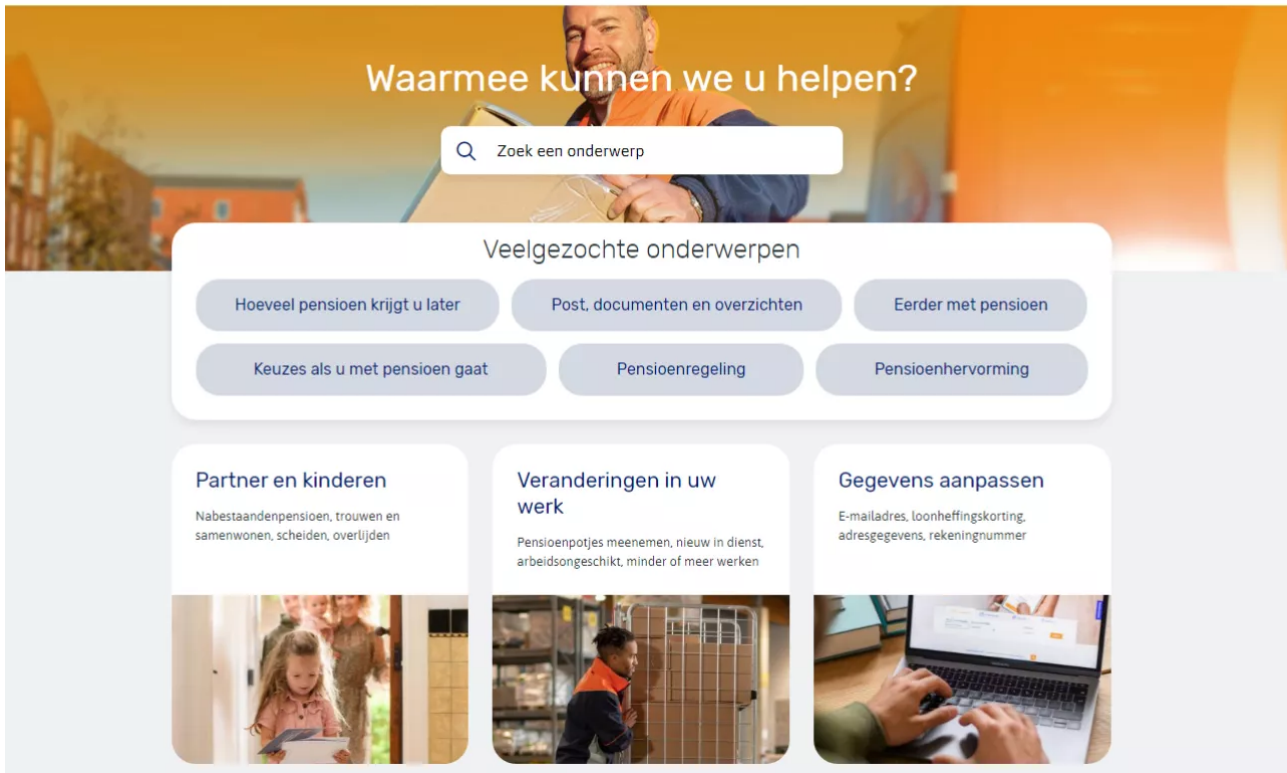 Waarmee kunnen we u helpen?
Zoek een onderwerp
Veelgezochte onderwerpen
Hoeveel pensioen krijgt u later
Post, documenten en overzichten
Eerder met pensioen
Keuzes als u met pensioen gaat
Pensioenregeling
Pensioenhervorming
Partner en kinderen
Nabestaandenpensioen, trouwen en
samenwonen, scheiden, overlijden
Veranderingen in uw
werk
Pensioenpotjes meenemen, nieuw in dienst,
arbeidsongeschikt, minder of meer werken
Gegevens aanpassen
E-mailadres, loonheffingskorting,
adresgegevens, rekeningnummer